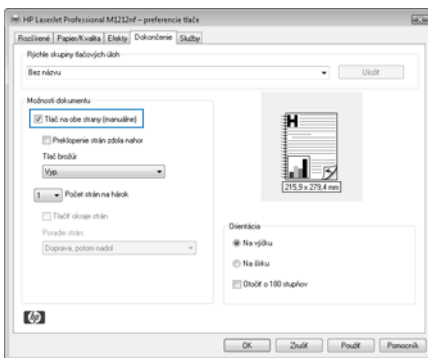 HP LaserJet Professional M1212nf – preferencie tlače
Rozšírené Papier/Kvalita Efekty Dokončenie Služby
Rýchle skupiny tlačových úloh
Bez názvu
Uložiť
Možnosti dokumentu
Tlač na obe strany (manuálne)
Preklopenie strán zdola nahor
Tlač brožúr
Vyp.
1 Počet strán na hárok
Tlačiť okraje strán
Poradie strán:
Doprava, potom nadol
H
215,9 x 279,4 mm
Orientácia
Na výšku
Na šírku
Otočiť o 180 stupňov
hp
OK Zrušiť Použiť Pomocník